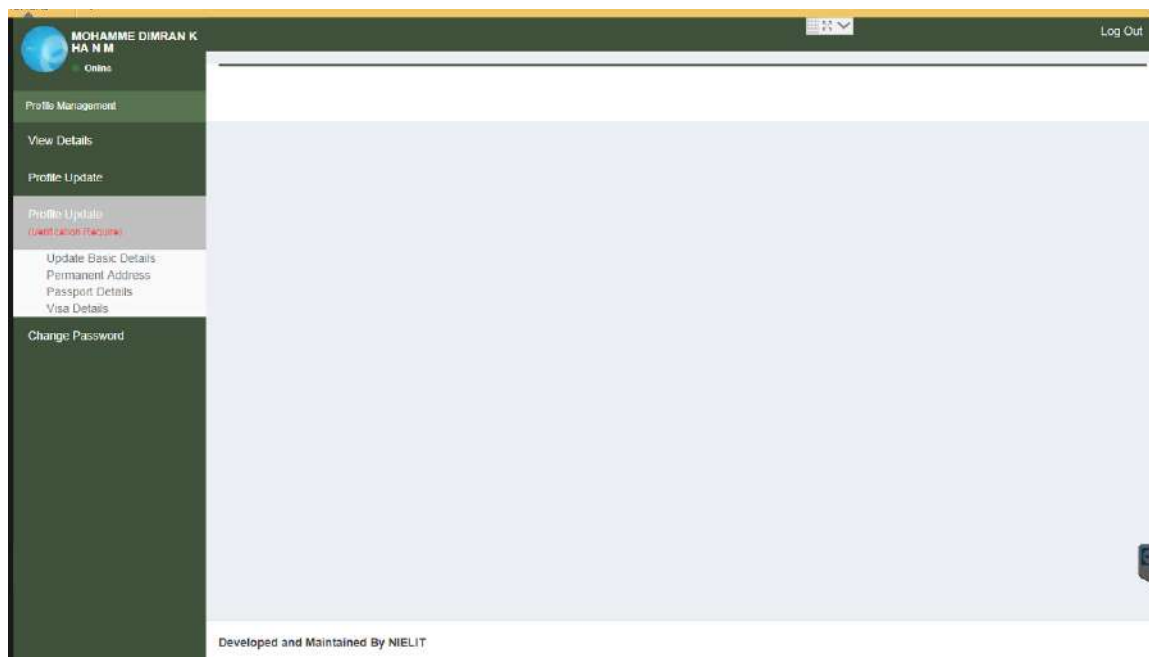 MOHAMME DIMRAN K
HA N M
Online
Log Out
Profile Management
View Details
Profile Update
Profile Update
Update Basic Details
Permanent Address
Passport Details
Visa Details
Change Password
Developed and Maintained By NIELIT